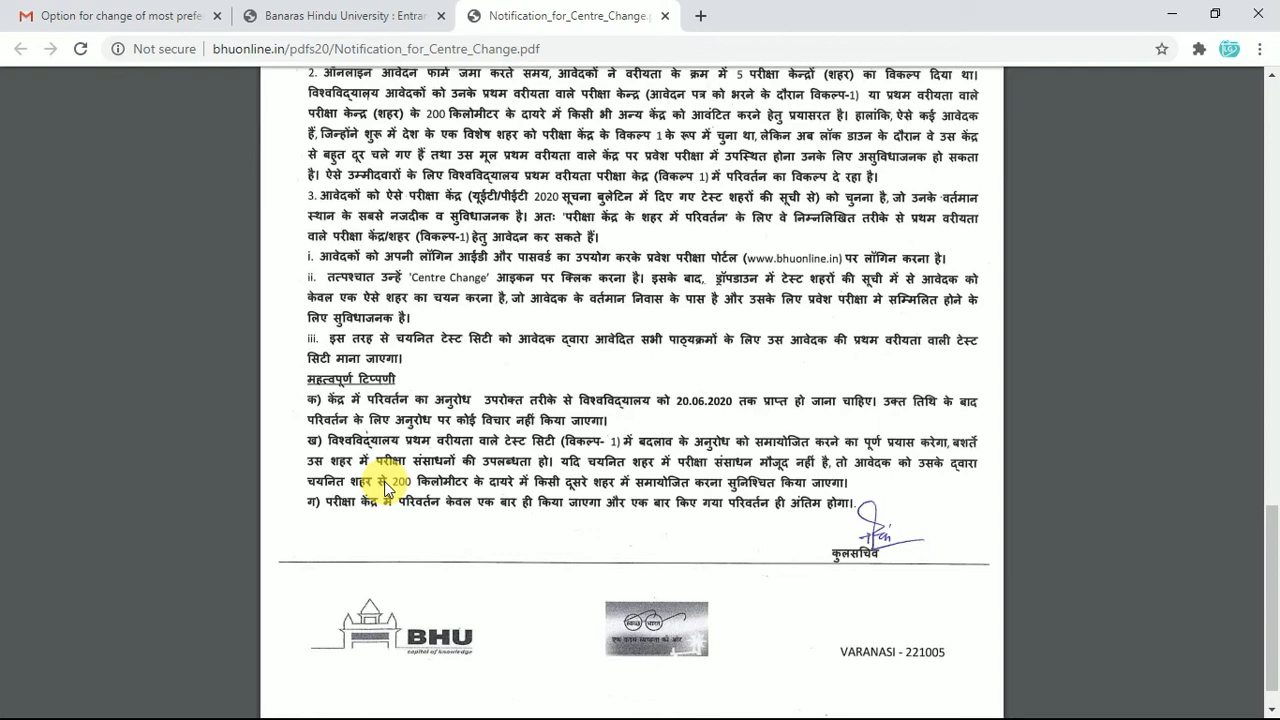 Option for change of most prefe
Banaras Hindu University : Entran
Notification_for_Centre_Change.p
Not secure
bhuonline.in/pdfs20/Notification_for_Centre_Change.pdf
2. ऑनलाइन आवेदन फार्म जमा करते समय, आवेदकों ने वरीयता के क्रम में 5 परीक्षा केन्द्रों (शहर) का विकल्प दिया था।
विश्वविद्यालय आवेदकों को उनके प्रथम वरीयता वाले परीक्षा केन्द्र (आवेदन पत्र को भरने के दौरान विकल्प-1) या प्रथम वरीयता वाले
परीक्षा केन्द्र (शहर) के 200 किलोमीटर के दायरे में किसी भी अन्य केंद्र को आवंटित करने हेतु प्रयासरत है। हालांकि, ऐसे कई आवेदक
हैं, जिन्होंने शुरू में देश के एक विशेष शहर को परीक्षा केंद्र के विकल्प 1 के रूप में चुना था, लेकिन अब लॉक डाउन के दौरान वे उस केंद्र
से बहुत दूर चले गए हैं तथा उस मूल प्रथम वरीयता वाले केंद्र पर प्रवेश परीक्षा में उपस्थित होना उनके लिए असुविधाजनक हो सकता
है। ऐसे उम्मीदवारों के लिए विश्वविद्यालय प्रथम वरीयता परीक्षा केंद्र (विकल्प 1) में परिवर्तन का विकल्प दे रहा है।
3. आवेदकों को ऐसे परीक्षा केंद्र (यूईटी/पीईटी 2020 सूचना बुलेटिन में दिए गए टेस्ट शहरों की सूची से) को चुनना है, जो उनके वर्तमान
स्थान के सबसे नजदीक व सुविधाजनक है। अतः 'परीक्षा केंद्र के शहर में परिवर्तन' के लिए वे निम्नलिखित तरीके से प्रथम वरीयता
वाले परीक्षा केंद्र/शहर (विकल्प-1) हेतु आवेदन कर सकते हैं।
i. आवेदकों को अपनी लॉगिन आईडी और पासवर्ड का उपयोग करके प्रवेश परीक्षा पोर्टल (www.bhuonline.in) पर लॉगिन करना है।
ii. तत्पश्चात उन्हें 'Centre Change' आइकन पर क्लिक करना है। इसके बाद, ड्रॉपडाउन में टेस्ट शहरों की सूची में से आवेदक को
केवल एक ऐसे शहर का चयन करना है, जो आवेदक के वर्तमान निवास के पास है और उसके लिए प्रवेश परीक्षा मे सम्मिलित होने के
लिए सुविधाजनक है।
iii. इस तरह से चयनित टेस्ट सिटी को आवेदक द्वारा आवेदित सभी पाठ्यक्रमों के लिए उस आवेदक की प्रथम वरीयता वाली टेस्ट
सिटी माना जाएगा।
महत्वपूर्ण टिप्पणी
क) केंद्र में परिवर्तन का अनुरोध उपरोक्त तरीके से विश्वविद्यालय को 20.06.2020 तक प्राप्त हो जाना चाहिए। उक्त तिथि के बाद
परिवर्तन के लिए अनुरोध पर कोई विचार नहीं किया जाएगा।
ख) विश्वविद्यालय प्रथम वरीयता वाले टेस्ट सिटी (विकल्प- 1) में बदलाव के अनुरोध को समायोजित करने का पूर्ण प्रयास करेगा, बशर्ते
उस शहर में परीक्षा संसाधनों की उपलब्धता हो। यदि चयनित शहर में परीक्षा संसाधन मौजूद नहीं है, तो आवेदक को उसके द्वारा
चयनित शहर से 200 किलोमीटर के दायरे में किसी दूसरे शहर में समायोजित करना सुनिश्चित किया जाएगा।
ग) परीक्षा केंद्र में परिवर्तन केवल एक बार ही किया जाएगा और एक बार किए गया परिवर्तन ही अंतिम होगा।
कुलसचिव
BHU
capital of knowledge
स्वच्छ भारत
एक कदम स्वच्छता की ओर
VARANASI - 221005